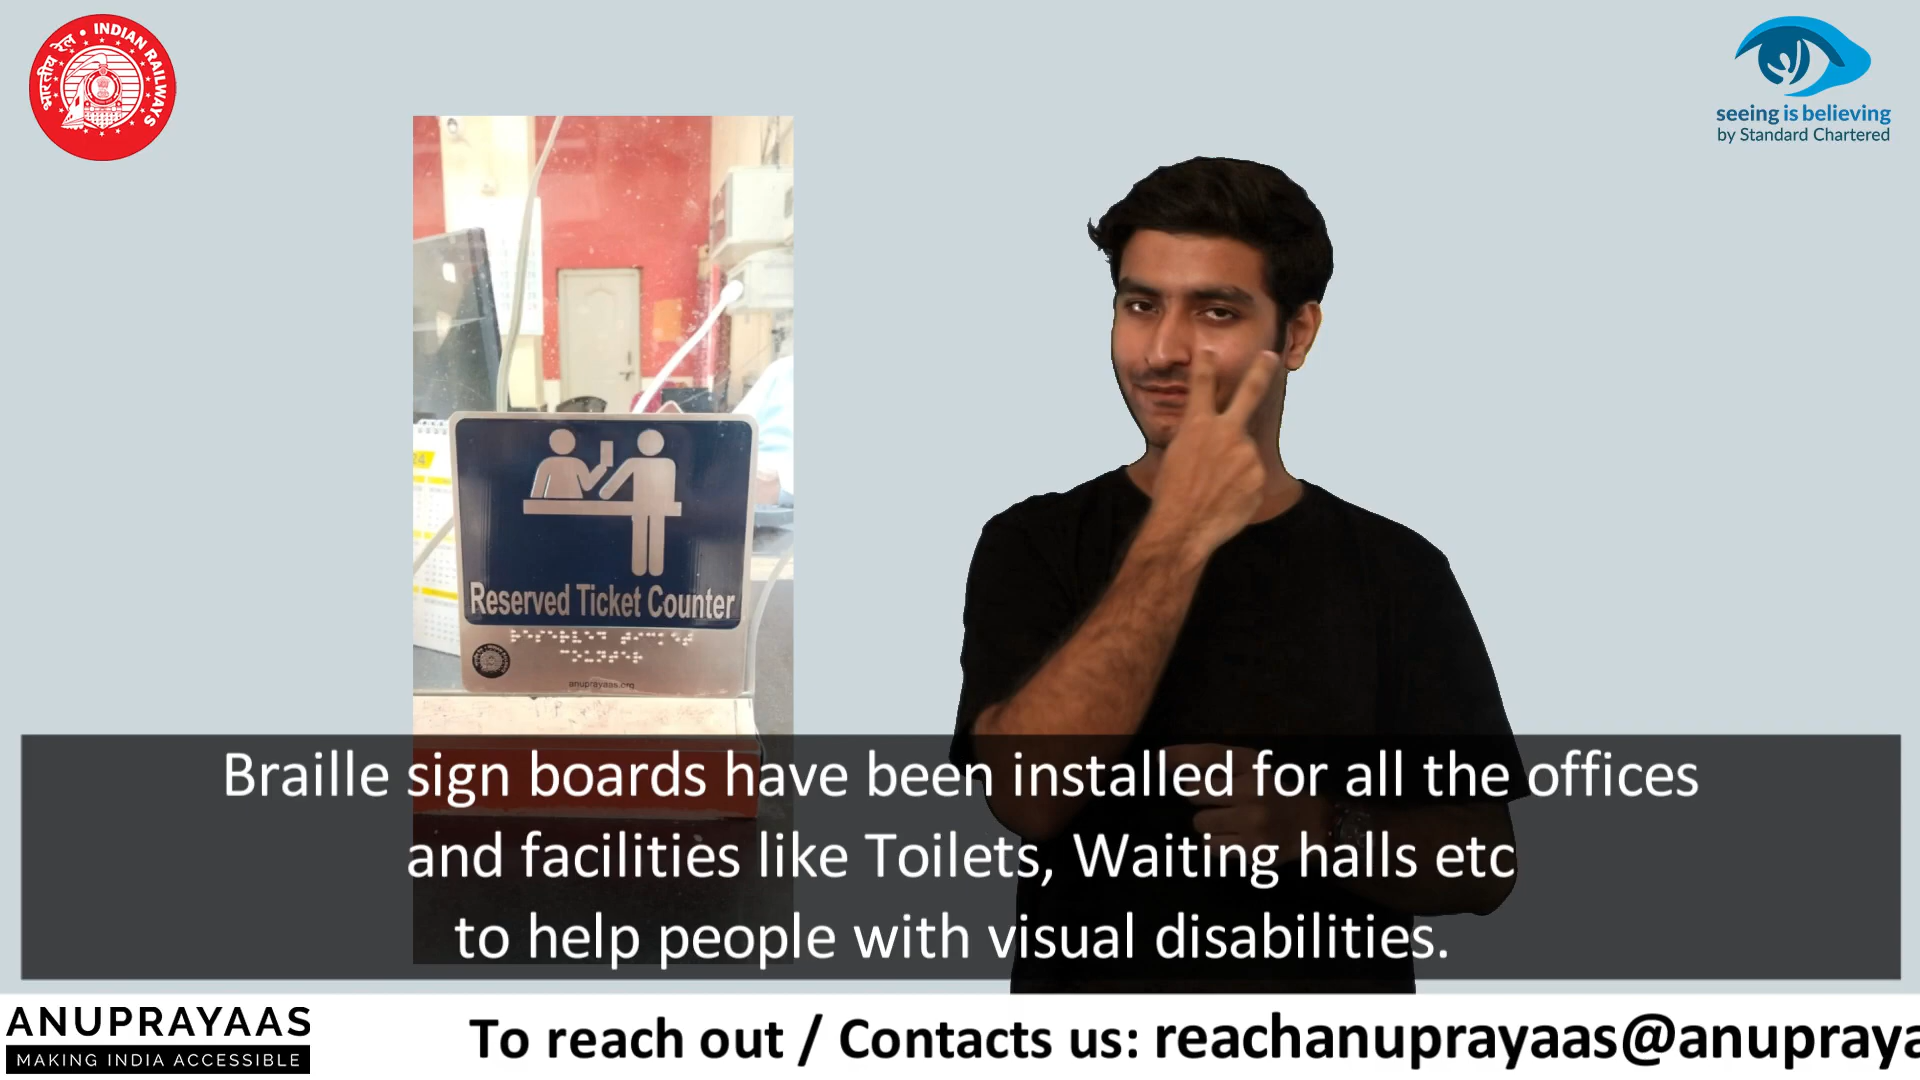 भारतीय रेल • INDIAN RAILWAYS
seeing is believing
by Standard Chartered
24
Reserved Ticket Counter
⠗⠑⠎⠑⠗⠧⠑⠙ ⠞⠊⠉⠅⠑⠞
⠉⠕⠥⠝⠞⠑⠗
anuprayaas.org
Braille sign boards have been installed for all the offices
and facilities like Toilets, Waiting halls etc
to help people with visual disabilities.
ANUPRAYAAS
MAKING INDIA ACCESSIBLE
To reach out / Contacts us: reachanuprayaas@anupraya